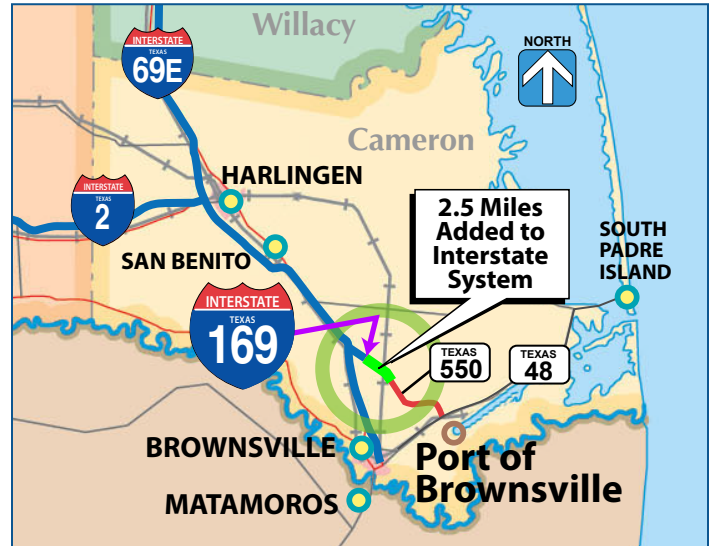 Willacy
NORTH
INTERSTATE
TEXAS
69E
Cameron
HARLINGEN
INTERSTATE
TEXAS
2
2.5 Miles
Added to
Interstate
System
SOUTH
PADRE
ISLAND
SAN BENITO
INTERSTATE
TEXAS
169
TEXAS
550
TEXAS
48
BROWNSVILLE
Port of
Brownsville
MATAMOROS